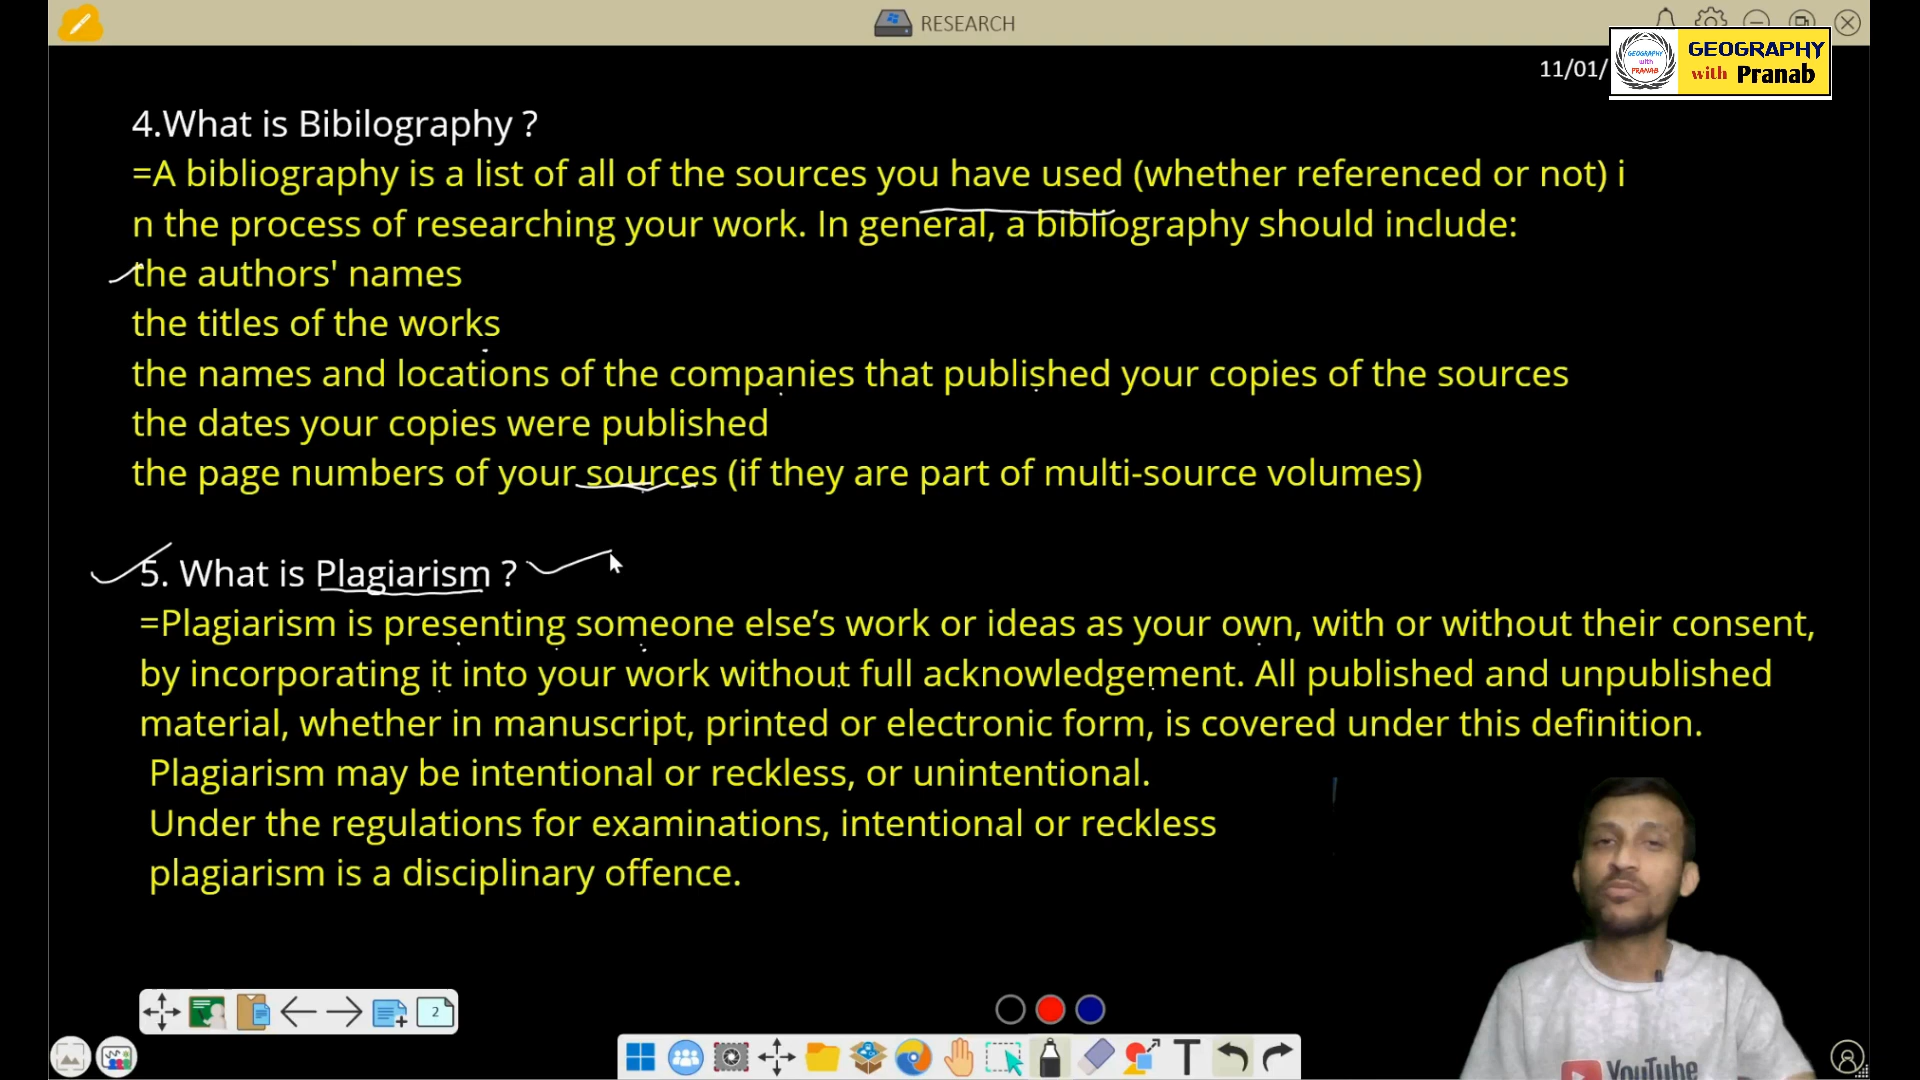 RESEARCH
11/01/
GEOGRAPHY
with Pranab
GEOGRAPHY
with
PRANAB
4.What is Bibilography ?
=A bibliography is a list of all of the sources you have used (whether referenced or not) i
n the process of researching your work. In general, a bibliography should include:
the authors' names
the titles of the works
the names and locations of the companies that published your copies of the sources
the dates your copies were published
the page numbers of your sources (if they are part of multi-source volumes)
5. What is Plagiarism ?
=Plagiarism is presenting someone else’s work or ideas as your own, with or without their consent,
by incorporating it into your work without full acknowledgement. All published and unpublished
material, whether in manuscript, printed or electronic form, is covered under this definition.
Plagiarism may be intentional or reckless, or unintentional.
Under the regulations for examinations, intentional or reckless
plagiarism is a disciplinary offence.
2
T
YouTube